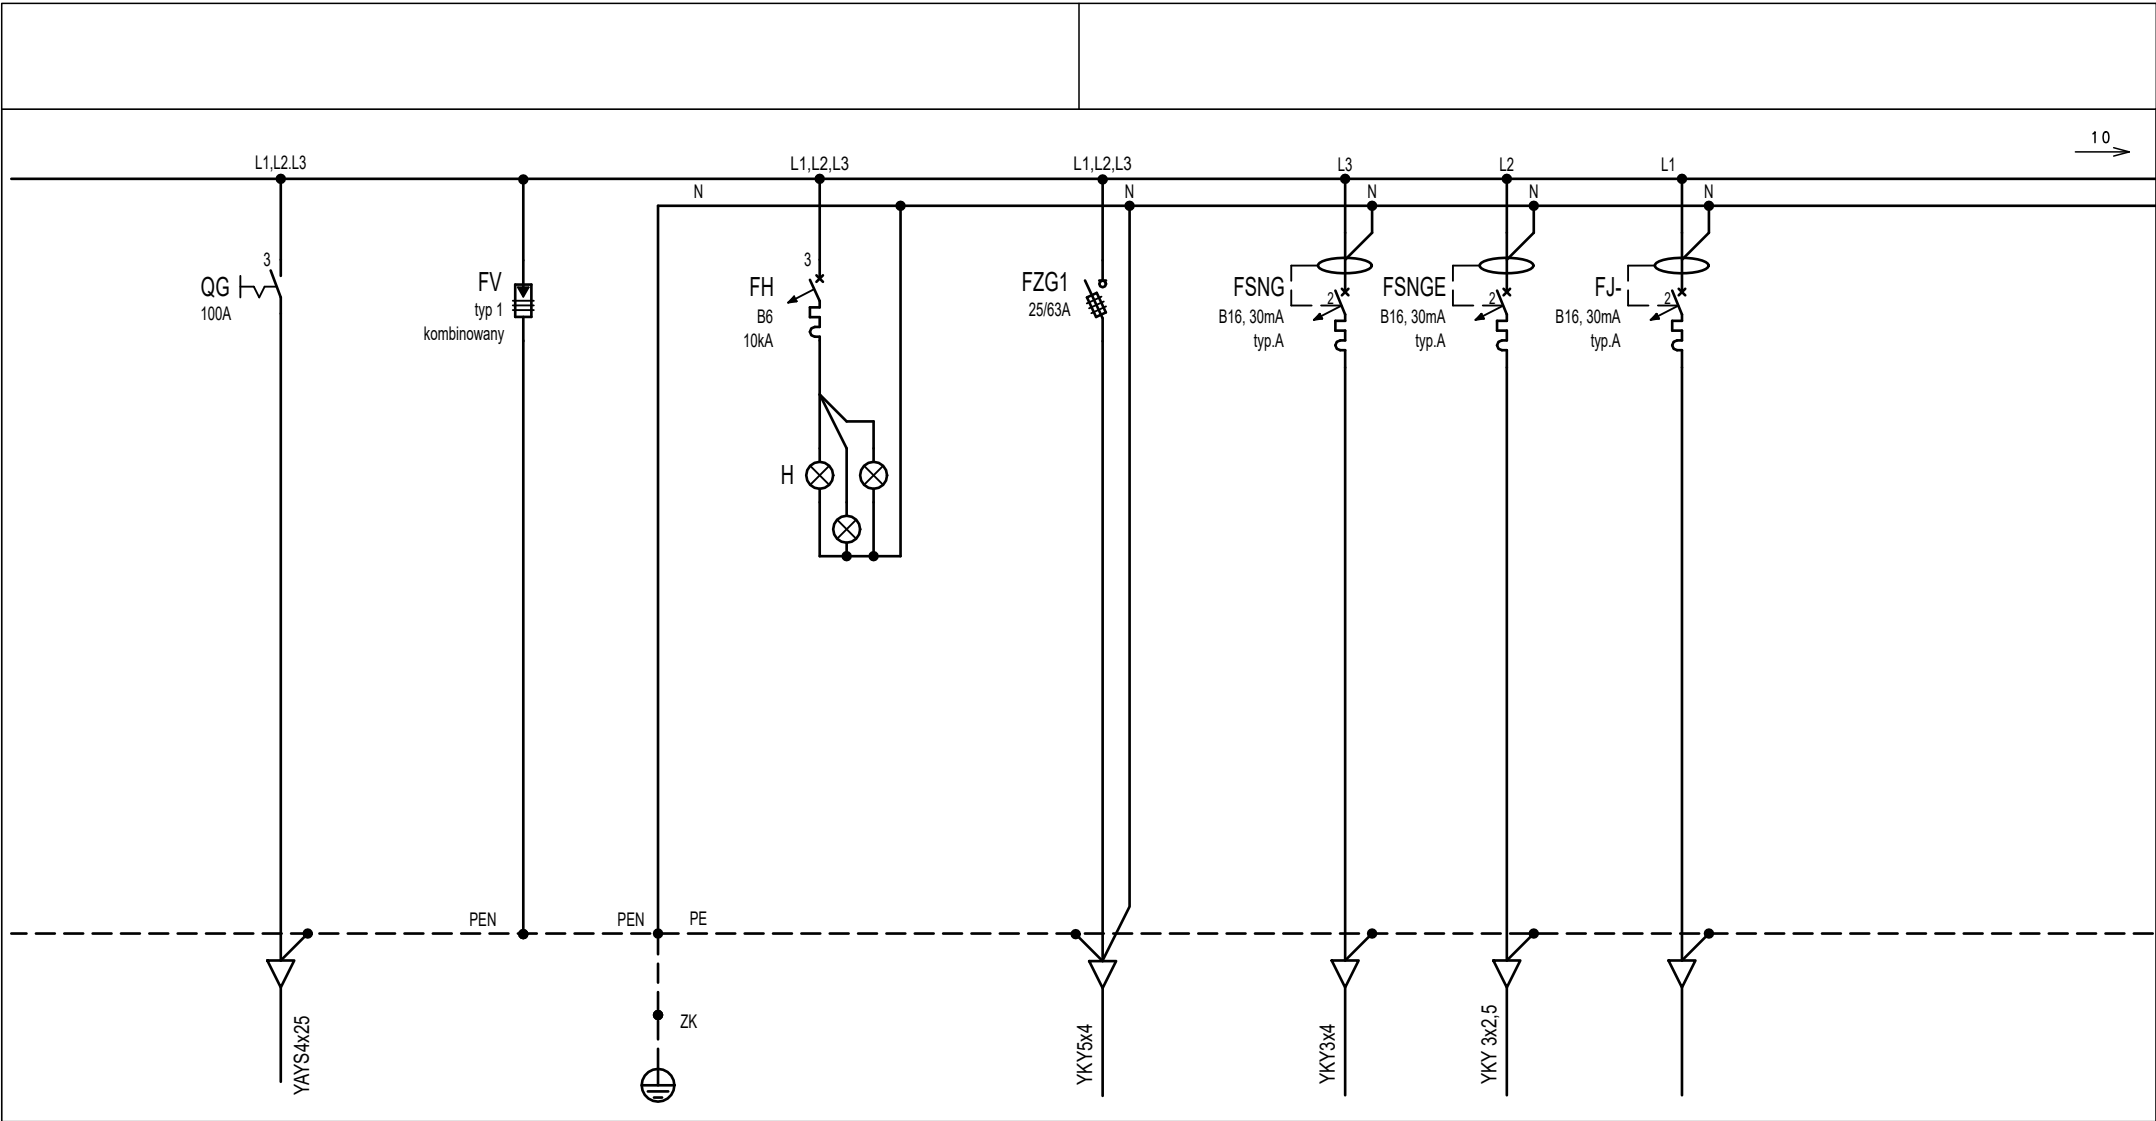 10
L1,L2.L3
L1,L2,L3
L1,L2,L3
L3
L2
L1
N
N
N
N
N
3
QG
100A
FV
typ 1
kombinowany
3
FH
B6
10kA
H
FZG1
25/63A
FSNG
2
B16, 30mA
typ.A
FSNGE
2
B16, 30mA
typ.A
FJ-
2
B16, 30mA
typ.A
PEN
PEN
PE
ZK
YAYS4x25
YKY5x4
YKY3x4
YKY 3x2,5